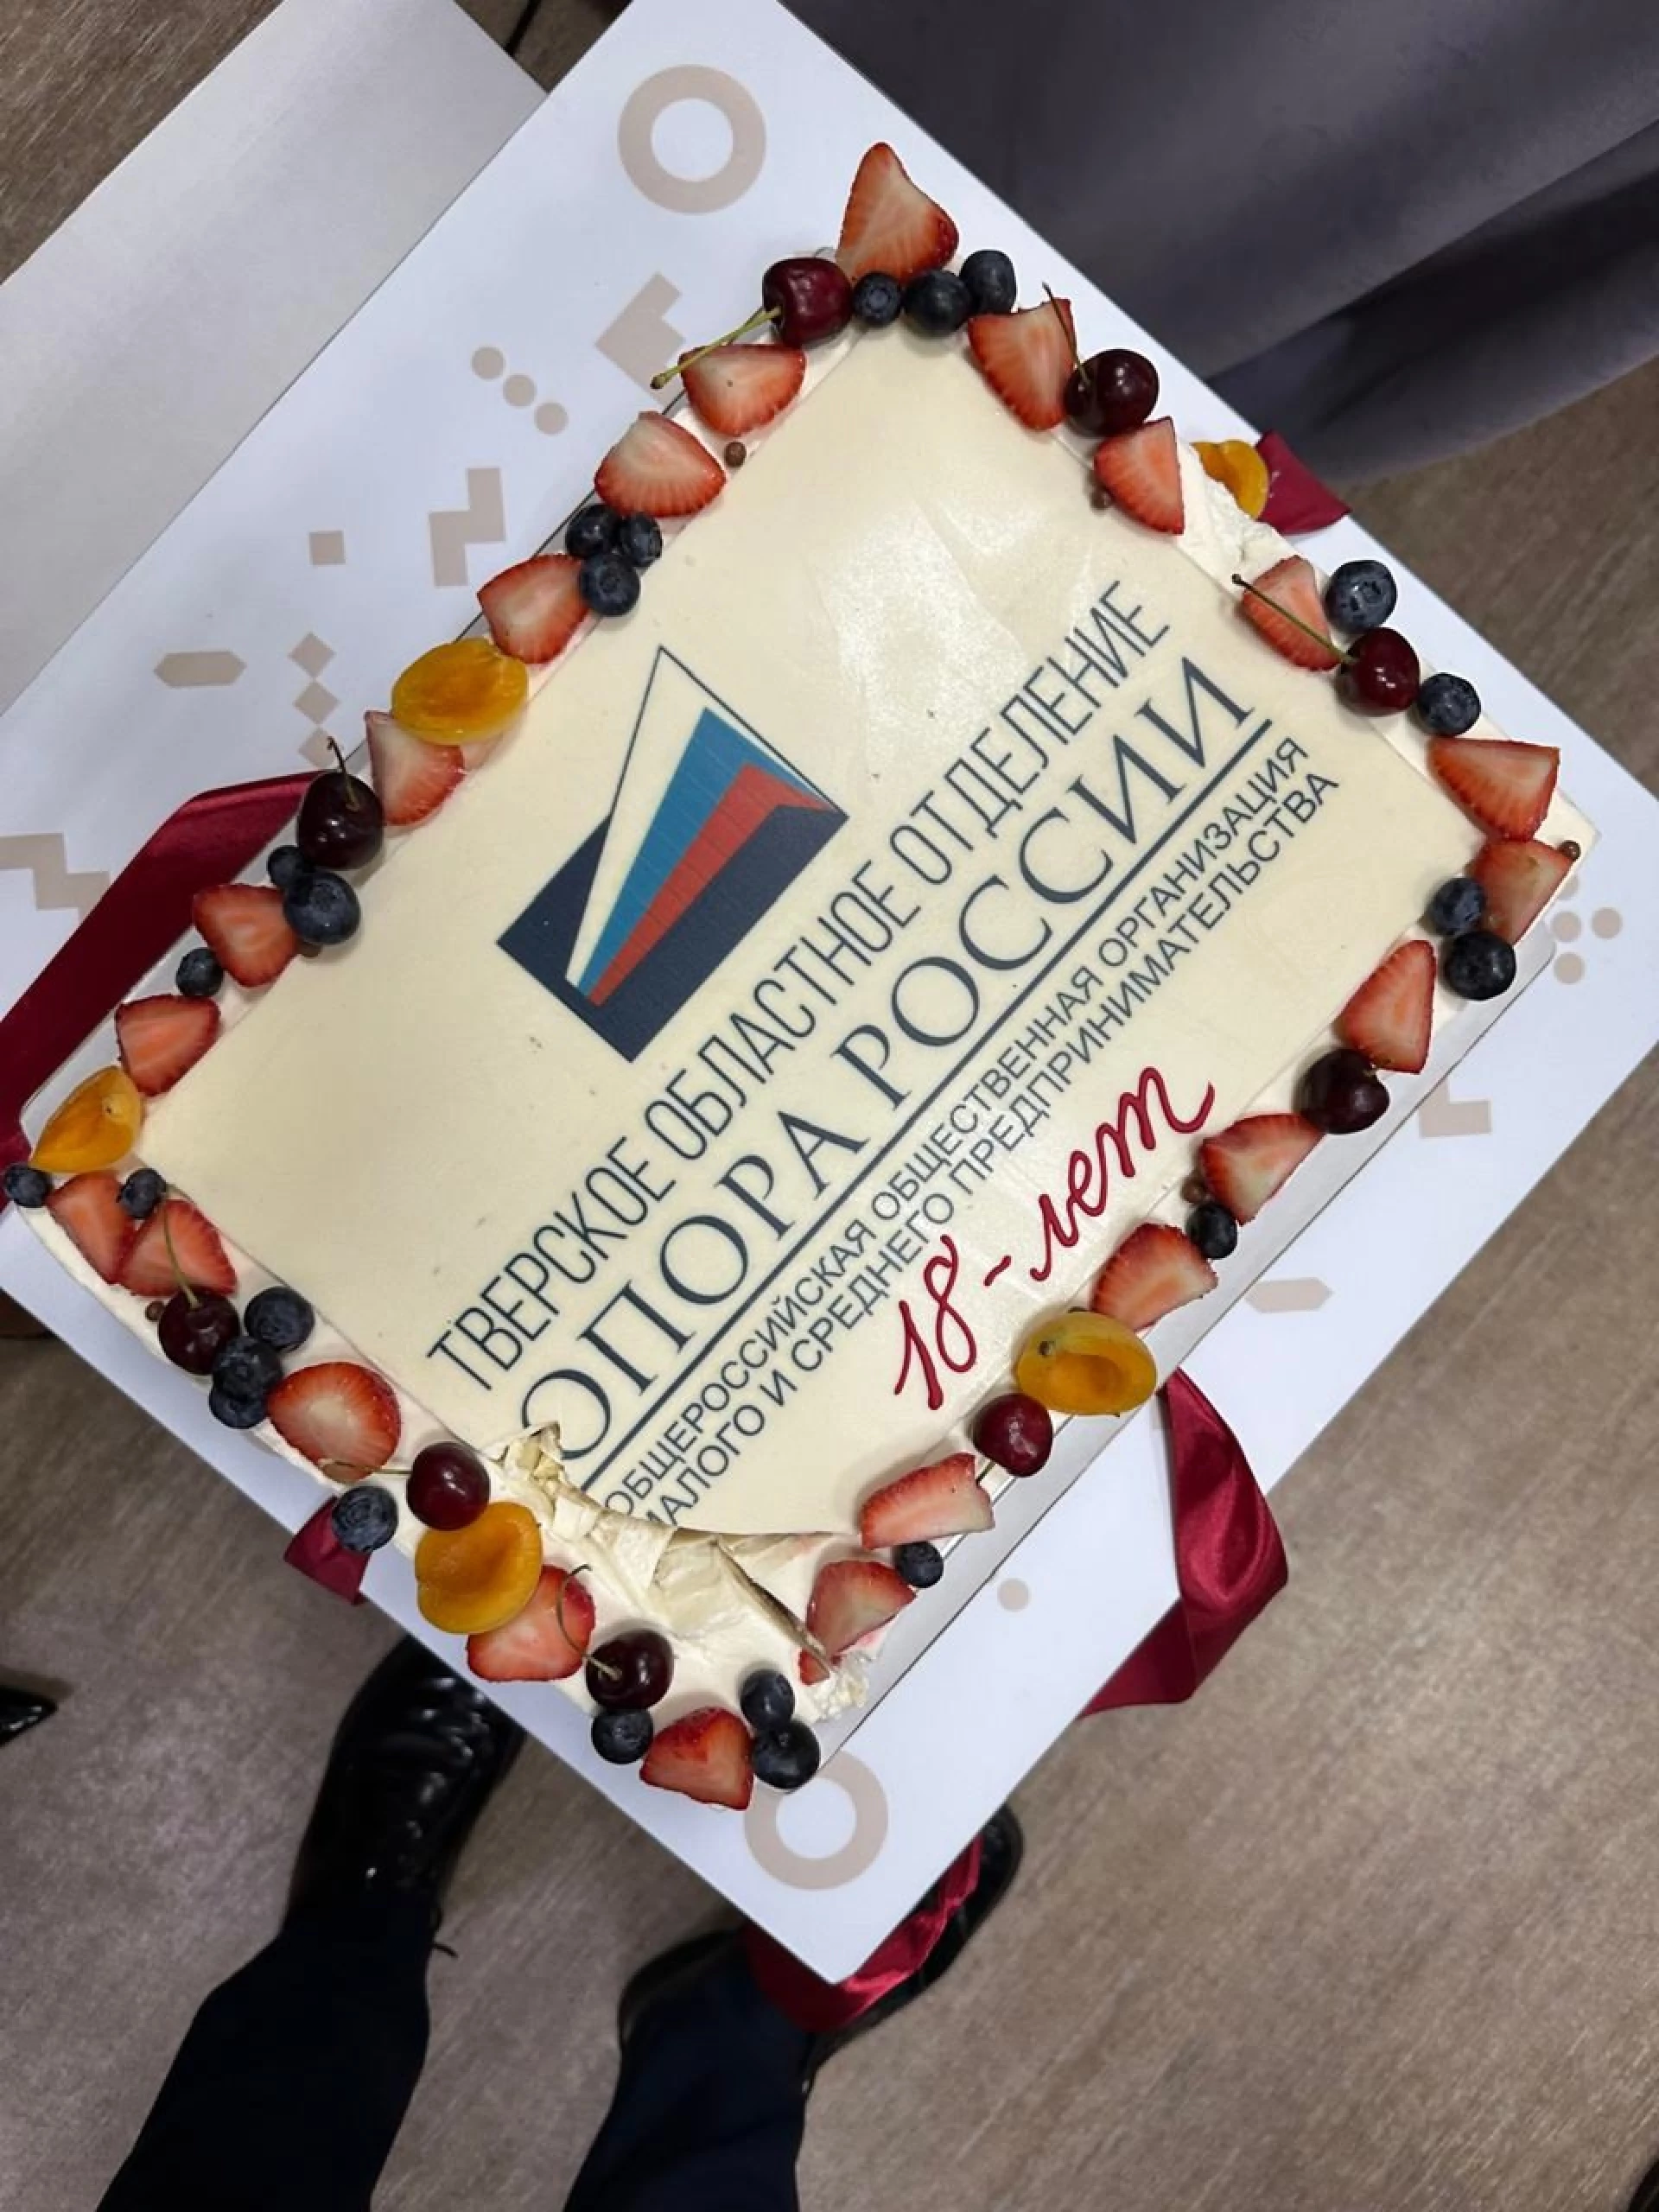 ТВЕРСКОЕ ОБЛАСТНОЕ ОТДЕЛЕНИЕ
ОПОРА РОССИИ
ОБЩЕРОССИЙСКАЯ ОБЩЕСТВЕННАЯ ОРГАНИЗАЦИЯ
МАЛОГО И СРЕДНЕГО ПРЕДПРИНИМАТЕЛЬСТВА
18-лет